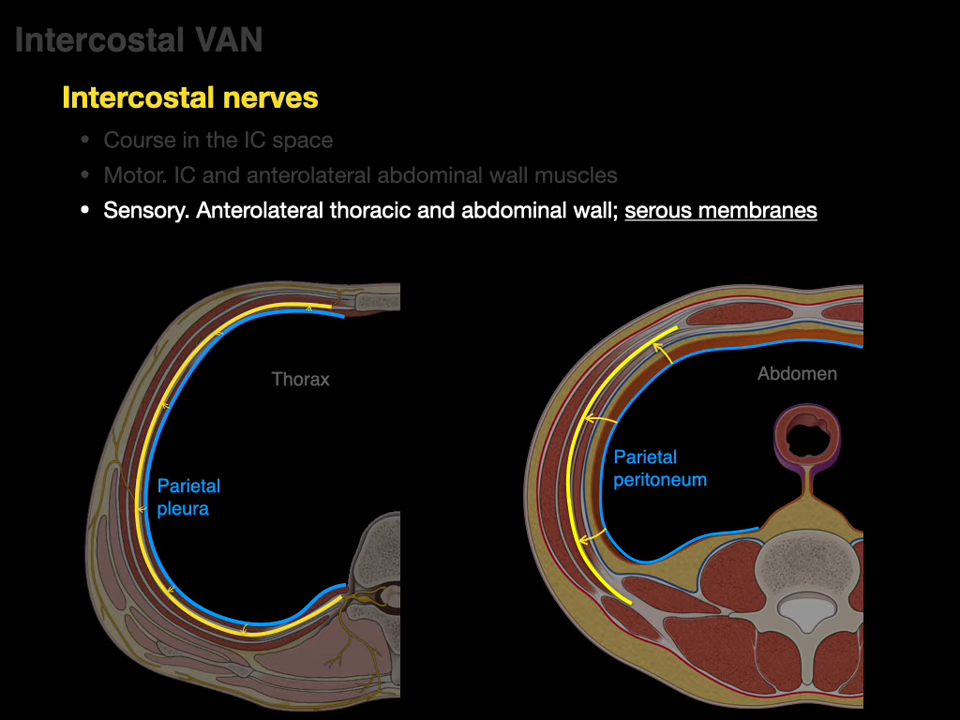 Intercostal VAN
Intercostal nerves
• Course in the IC space
• Motor. IC and anterolateral abdominal wall muscles
• Sensory. Anterolateral thoracic and abdominal wall; serous membranes
Thorax
Parietal
pleura
Abdomen
Parietal
peritoneum